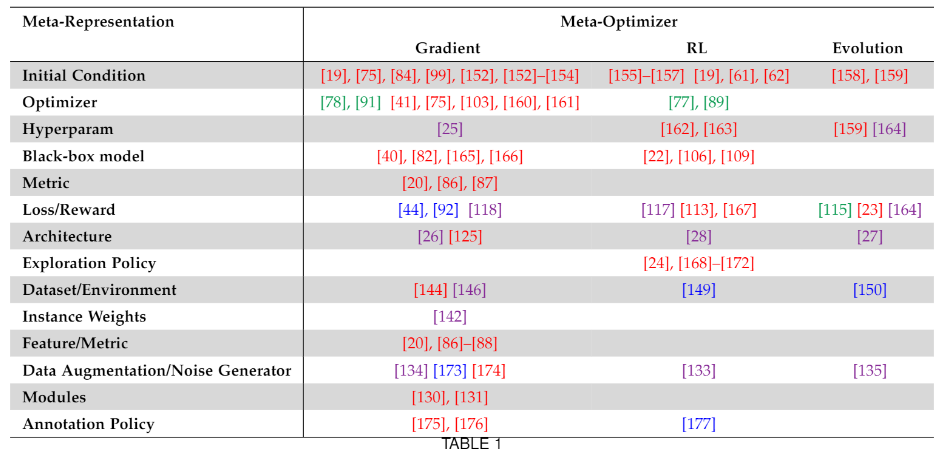 Meta-Representation Meta-Optimizer
Gradient RL Evolution
Initial Condition [19], [75], [84], [99], [152], [152]–[154] [155]–[157] [19], [61], [62] [158], [159]
Optimizer [78], [91] [41], [75], [103], [160], [161] [77], [89]
Hyperparam [25] [162], [163] [159] [164]
Black-box model [40], [82], [165], [166] [22], [106], [109]
Metric [20], [86], [87]
Loss/Reward [44], [92] [118] [117] [113], [167] [115] [23] [164]
Architecture [26] [125] [28] [27]
Exploration Policy [24], [168]–[172]
Dataset/Environment [144] [146] [149] [150]
Instance Weights [142]
Feature/Metric [20], [86]–[88]
Data Augmentation/Noise Generator [134] [173] [174] [133] [135]
Modules [130], [131]
Annotation Policy [175], [176] [177]
TABLE 1